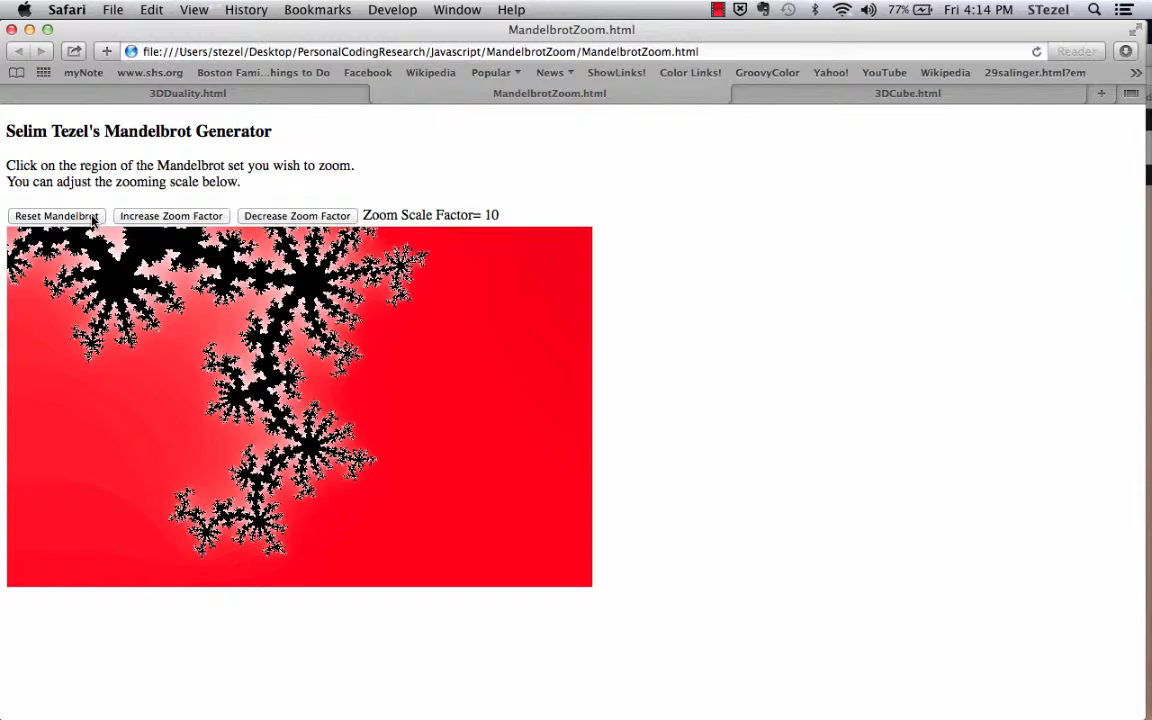 Safari File Edit View History Bookmarks Develop Window Help 77% Fri 4:14 PM STezel
MandelbrotZoom.html
file:///Users/stezel/Desktop/PersonalCodingResearch/Javascript/MandelbrotZoom/MandelbrotZoom.html Reader
myNote www.shs.org Boston Fami...hings to Do Facebook Wikipedia Popular News ShowLinks! Color Links! GroovyColor Yahoo! YouTube Wikipedia 29salinger.html?em
3DDuality.html MandelbrotZoom.html 3DCube.html
Selim Tezel's Mandelbrot Generator
Click on the region of the Mandelbrot set you wish to zoom.
You can adjust the zooming scale below.
Reset Mandelbrot Increase Zoom Factor Decrease Zoom Factor Zoom Scale Factor= 10